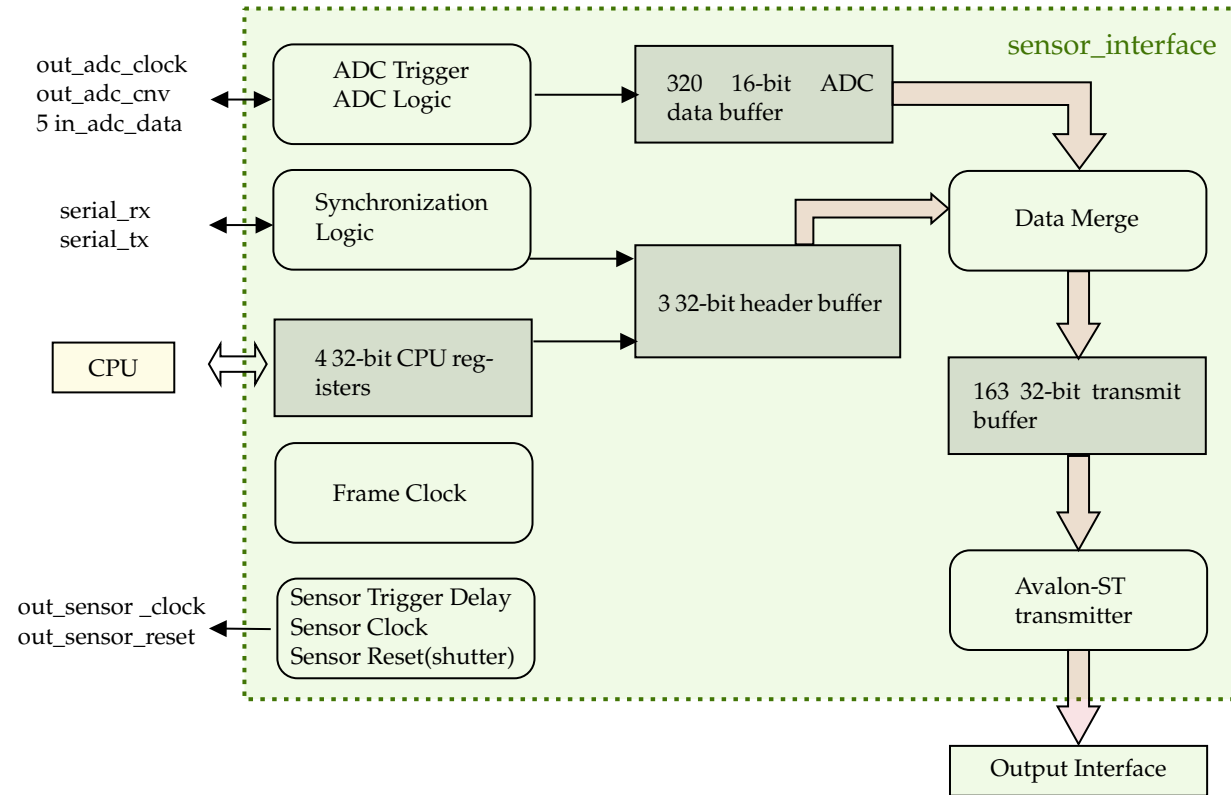 sensor_interface
out_adc_clock
out_adc_cnv
5 in_adc_data
ADC Trigger
ADC Logic
320 16-bit ADC
data buffer
serial_rx
serial_tx
Synchronization
Logic
Data Merge
3 32-bit header buffer
CPU
4 32-bit CPU reg-
isters
163 32-bit transmit
buffer
Frame Clock
out_sensor _clock
out_sensor_reset
Sensor Trigger Delay
Sensor Clock
Sensor Reset(shutter)
Avalon-ST
transmitter
Output Interface